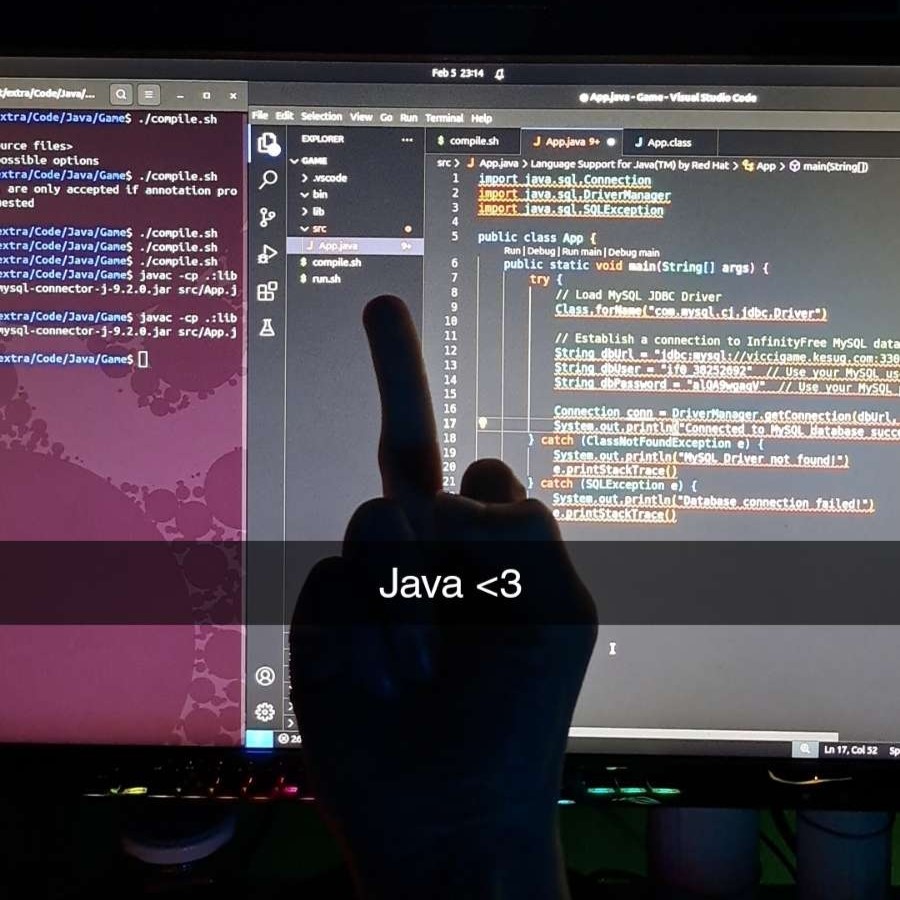 Feb 5 23:14
t/extra/Code/Java/...
App.java - Game - Visual Studio Code
File Edit Selection View Go Run Terminal Help
xtra/Code/Java/Game$ ./compile.sh
urce files>
ossible options
extra/Code/Java/Game$ ./compile.sh
are only accepted if annotation pro
ested
extra/Code/Java/Game$ ./compile.sh
extra/Code/Java/Game$ ./compile.sh
extra/Code/Java/Game$ ./compile.sh
extra/Code/Java/Game$ javac -cp .:lib
mysql-connector-j-9.2.0.jar src/App.j
extra/Code/Java/Game$ javac -cp .:lib
mysql-connector-j-9.2.0.jar src/App.j
extra/Code/Java/Game$
EXPLORER ...
GAME
.vscode
bin
lib
src
J App.java 9+
$ compile.sh
$ run.sh
$ compile.sh J App.java 9+ J App.class
src > J App.java > Language Support for Java(TM) by Red Hat > App > main(String[])
1 import java.sql.Connection
2 import java.sql.DriverManager
3 import java.sql.SQLException
4
5 public class App {
Run | Debug | Run main | Debug main
6 public static void main(String[] args) {
7 try {
8 // Load MySQL JDBC Driver
9 Class.forName("com.mysql.cj.jdbc.Driver")
10
11 // Establish a connection to InfinityFree MySQL data
12 String dbUrl = "jdbc:mysql://viccigame.kesug.com:330
13 String dbUser = "if0_38252692" // Use your MySQL us
14 String dbPassword = // Use your MySQL
15
16 Connection conn = DriverManager.getConnection(dbUrl,
17 System.out.println("Connected to MySQL database succe
18 } catch (ClassNotFoundException e) {
19 System.out.println("MySQL Driver not found!")
20 e.printStackTrace()
21 } catch (SQLException e) {
System.out.println("Database connection failed!")
e.printStackTrace()
Java <3
26
Ln 17, Col 52 Sp